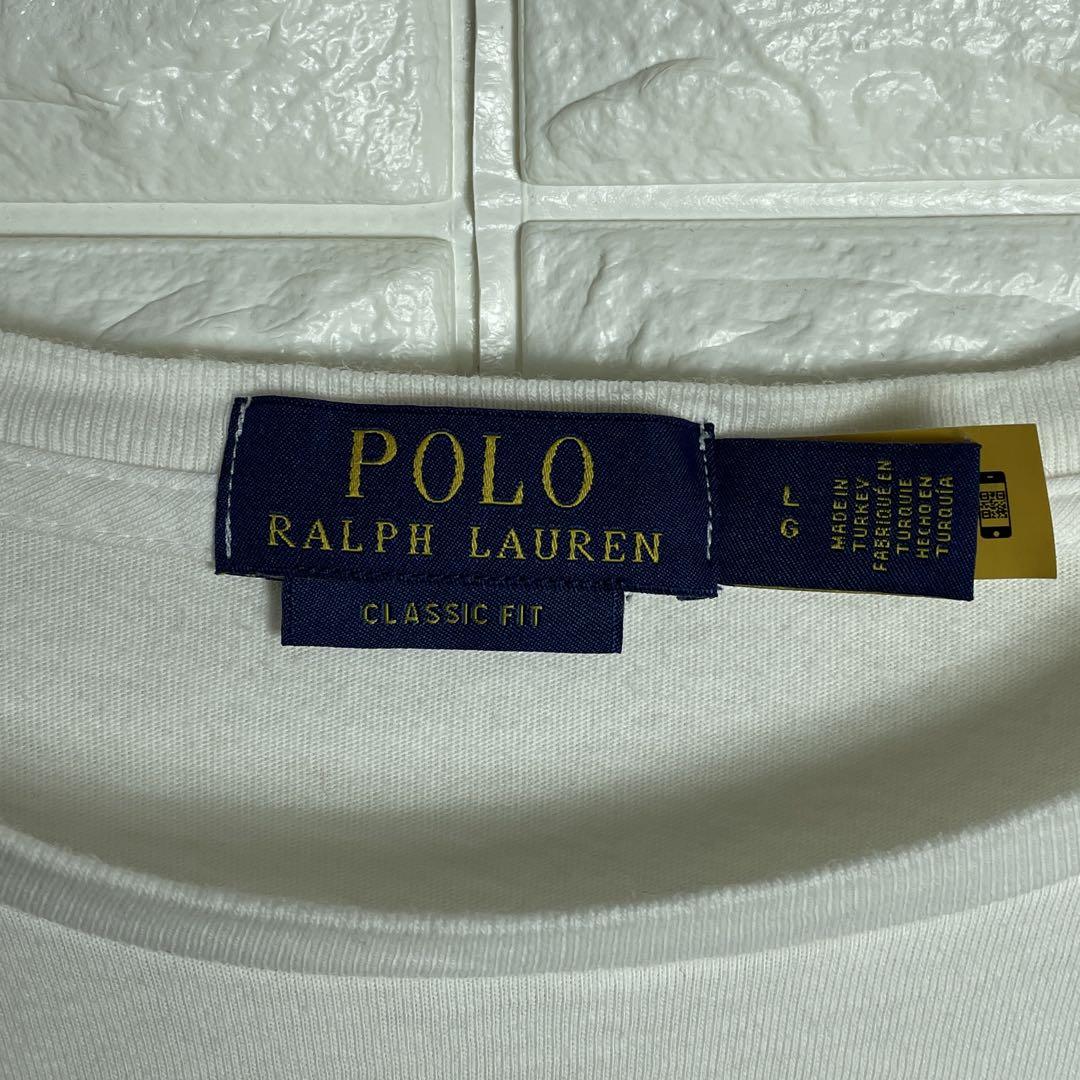 POLO
RALPH LAUREN
CLASSIC FIT
L
G
MADE IN
TURKEY
FABRIQUÉ EN
TURQUIE
HECHO EN
TURQUÍA